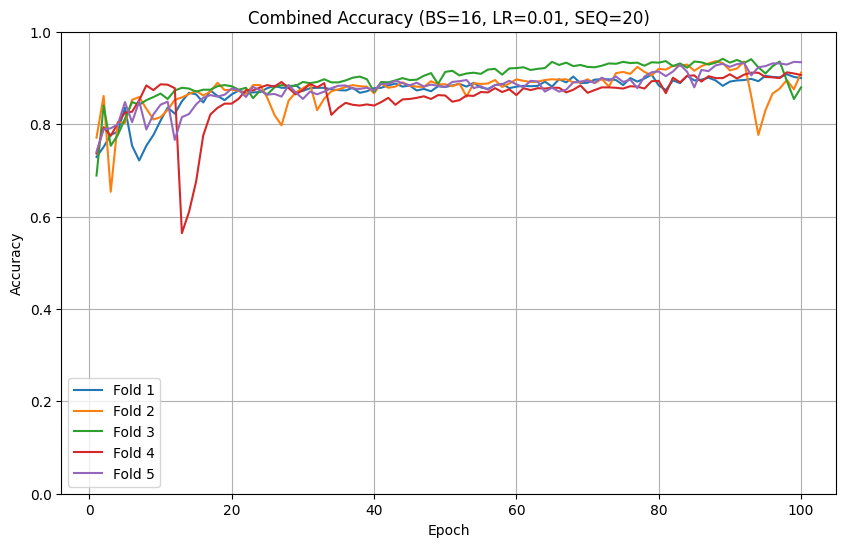 Combined Accuracy (BS=16, LR=0.01, SEQ=20)
1.0
0.8
0.6
0.4
0.2
0.0
Accuracy
Fold 1
Fold 2
Fold 3
Fold 4
Fold 5
0 20 40 60 80 100
Epoch